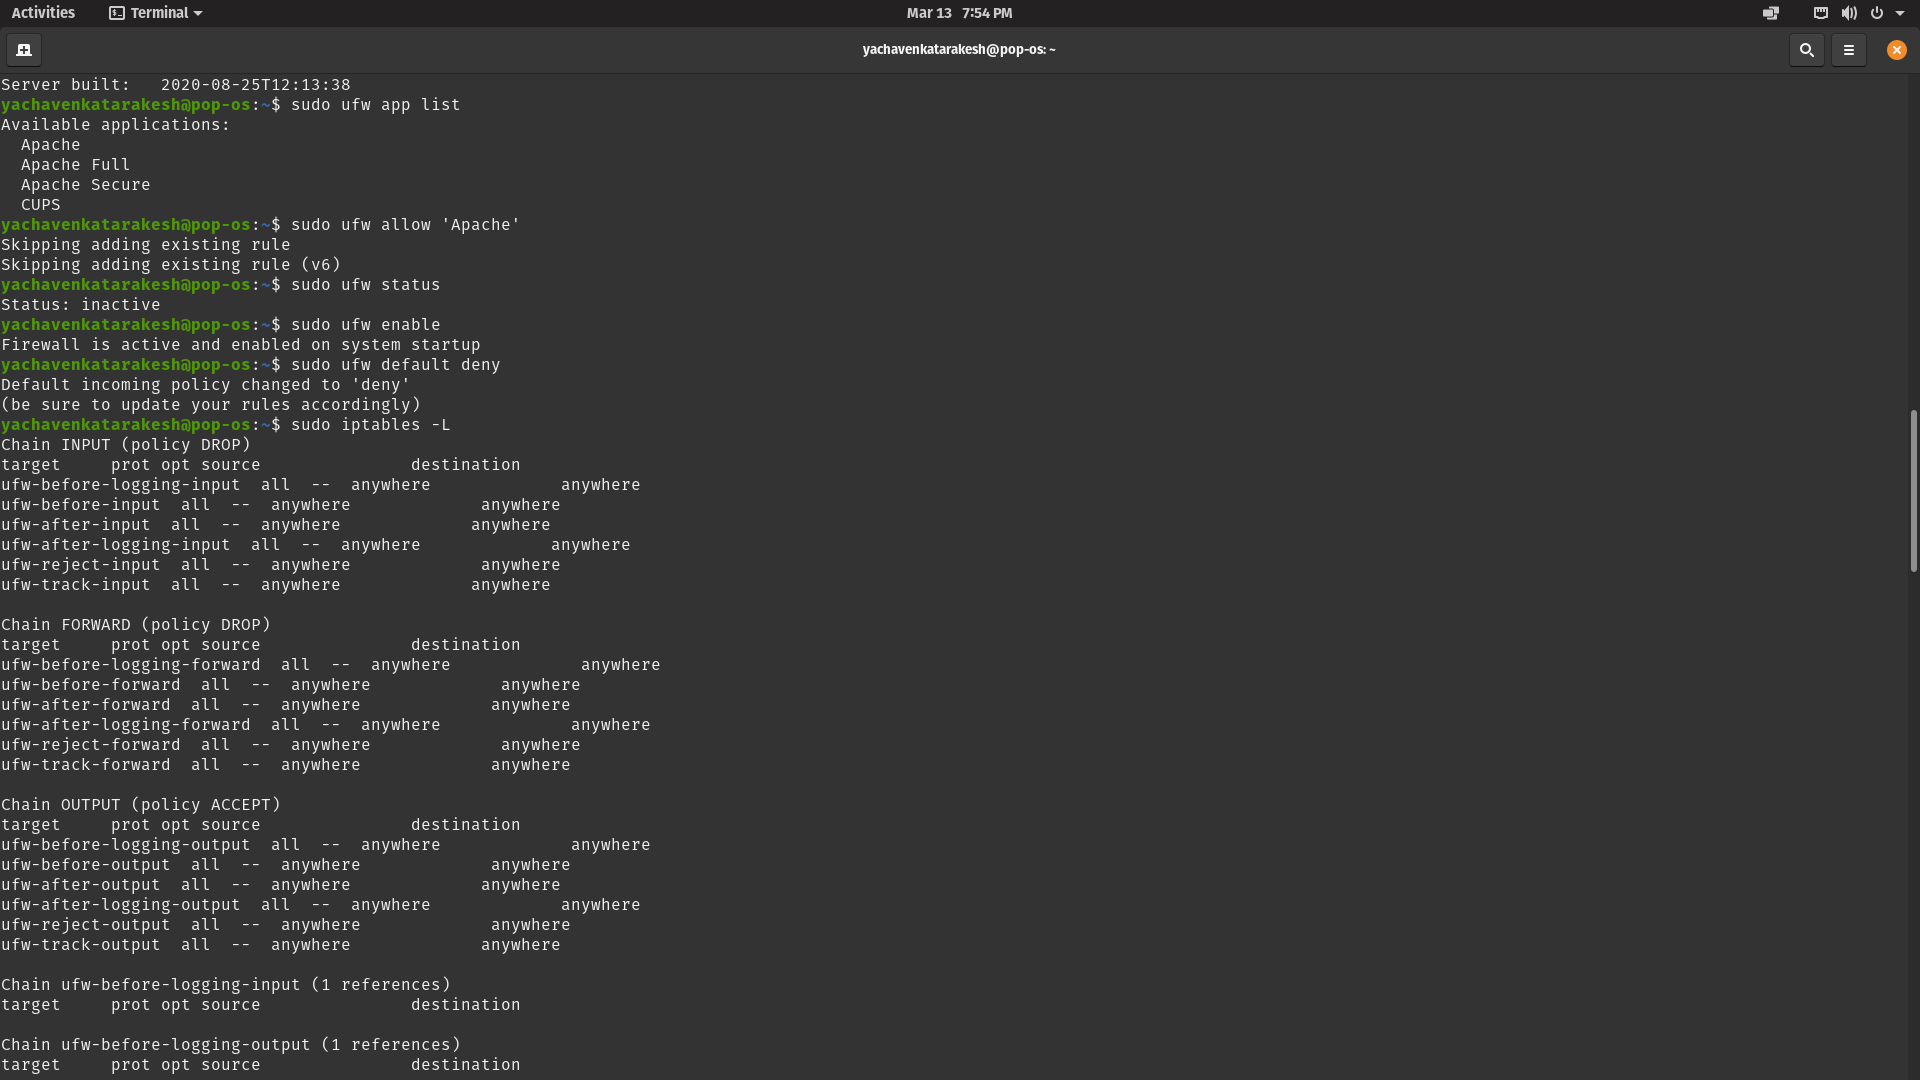 Activities Terminal Mar 13 7:54 PM
yachavenkatarakesh@pop-os: ~
Server built:   2020-08-25T12:13:38
yachavenkatarakesh@pop-os:~$ sudo ufw app list
Available applications:
  Apache
  Apache Full
  Apache Secure
  CUPS
yachavenkatarakesh@pop-os:~$ sudo ufw allow 'Apache'
Skipping adding existing rule
Skipping adding existing rule (v6)
yachavenkatarakesh@pop-os:~$ sudo ufw status
Status: inactive
yachavenkatarakesh@pop-os:~$ sudo ufw enable
Firewall is active and enabled on system startup
yachavenkatarakesh@pop-os:~$ sudo ufw default deny
Default incoming policy changed to 'deny'
(be sure to update your rules accordingly)
yachavenkatarakesh@pop-os:~$ sudo iptables -L
Chain INPUT (policy DROP)
target     prot opt source               destination
ufw-before-logging-input  all  --  anywhere             anywhere
ufw-before-input  all  --  anywhere             anywhere
ufw-after-input  all  --  anywhere             anywhere
ufw-after-logging-input  all  --  anywhere             anywhere
ufw-reject-input  all  --  anywhere             anywhere
ufw-track-input  all  --  anywhere             anywhere

Chain FORWARD (policy DROP)
target     prot opt source               destination
ufw-before-logging-forward  all  --  anywhere             anywhere
ufw-before-forward  all  --  anywhere             anywhere
ufw-after-forward  all  --  anywhere             anywhere
ufw-after-logging-forward  all  --  anywhere             anywhere
ufw-reject-forward  all  --  anywhere             anywhere
ufw-track-forward  all  --  anywhere             anywhere

Chain OUTPUT (policy ACCEPT)
target     prot opt source               destination
ufw-before-logging-output  all  --  anywhere             anywhere
ufw-before-output  all  --  anywhere             anywhere
ufw-after-output  all  --  anywhere             anywhere
ufw-after-logging-output  all  --  anywhere             anywhere
ufw-reject-output  all  --  anywhere             anywhere
ufw-track-output  all  --  anywhere             anywhere

Chain ufw-before-logging-input (1 references)
target     prot opt source               destination

Chain ufw-before-logging-output (1 references)
target     prot opt source               destination